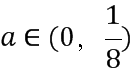 a ∈ (0, 1/8)